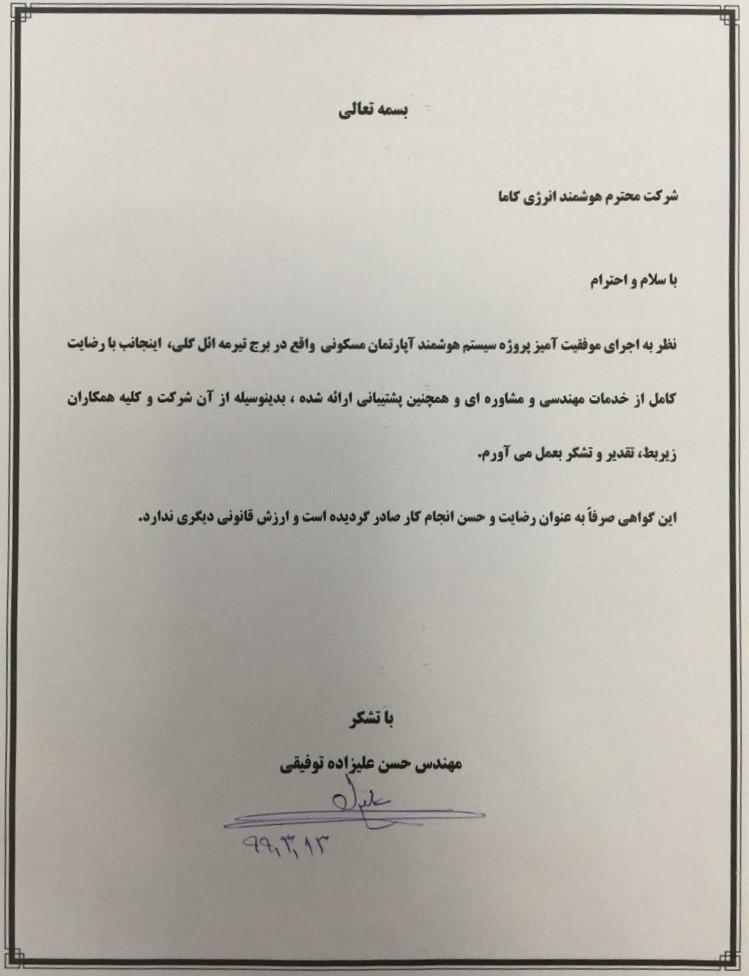 بسمه تعالی
شرکت محترم هوشمند انرژی کاما
با سلام و احترام
نظر به اجرای موفقیت آمیز پروژه سیستم هوشمند آپارتمان مسکونی واقع در برج تیرمه ائل گلی، اینجانب با رضایت
کامل از خدمات مهندسی و مشاوره ای و همچنین پشتیبانی ارائه شده ، بدینوسیله از آن شرکت و کلیه همکاران
زیربط، تقدیر و تشکر بعمل می آورم.
این گواهی صرفاً به عنوان رضایت و حسن انجام کار صادر گردیده است و ارزش قانونی دیگری ندارد.
با تشکر
مهندس حسن علیزاده توفیقی
۹۹,۳,۱۳